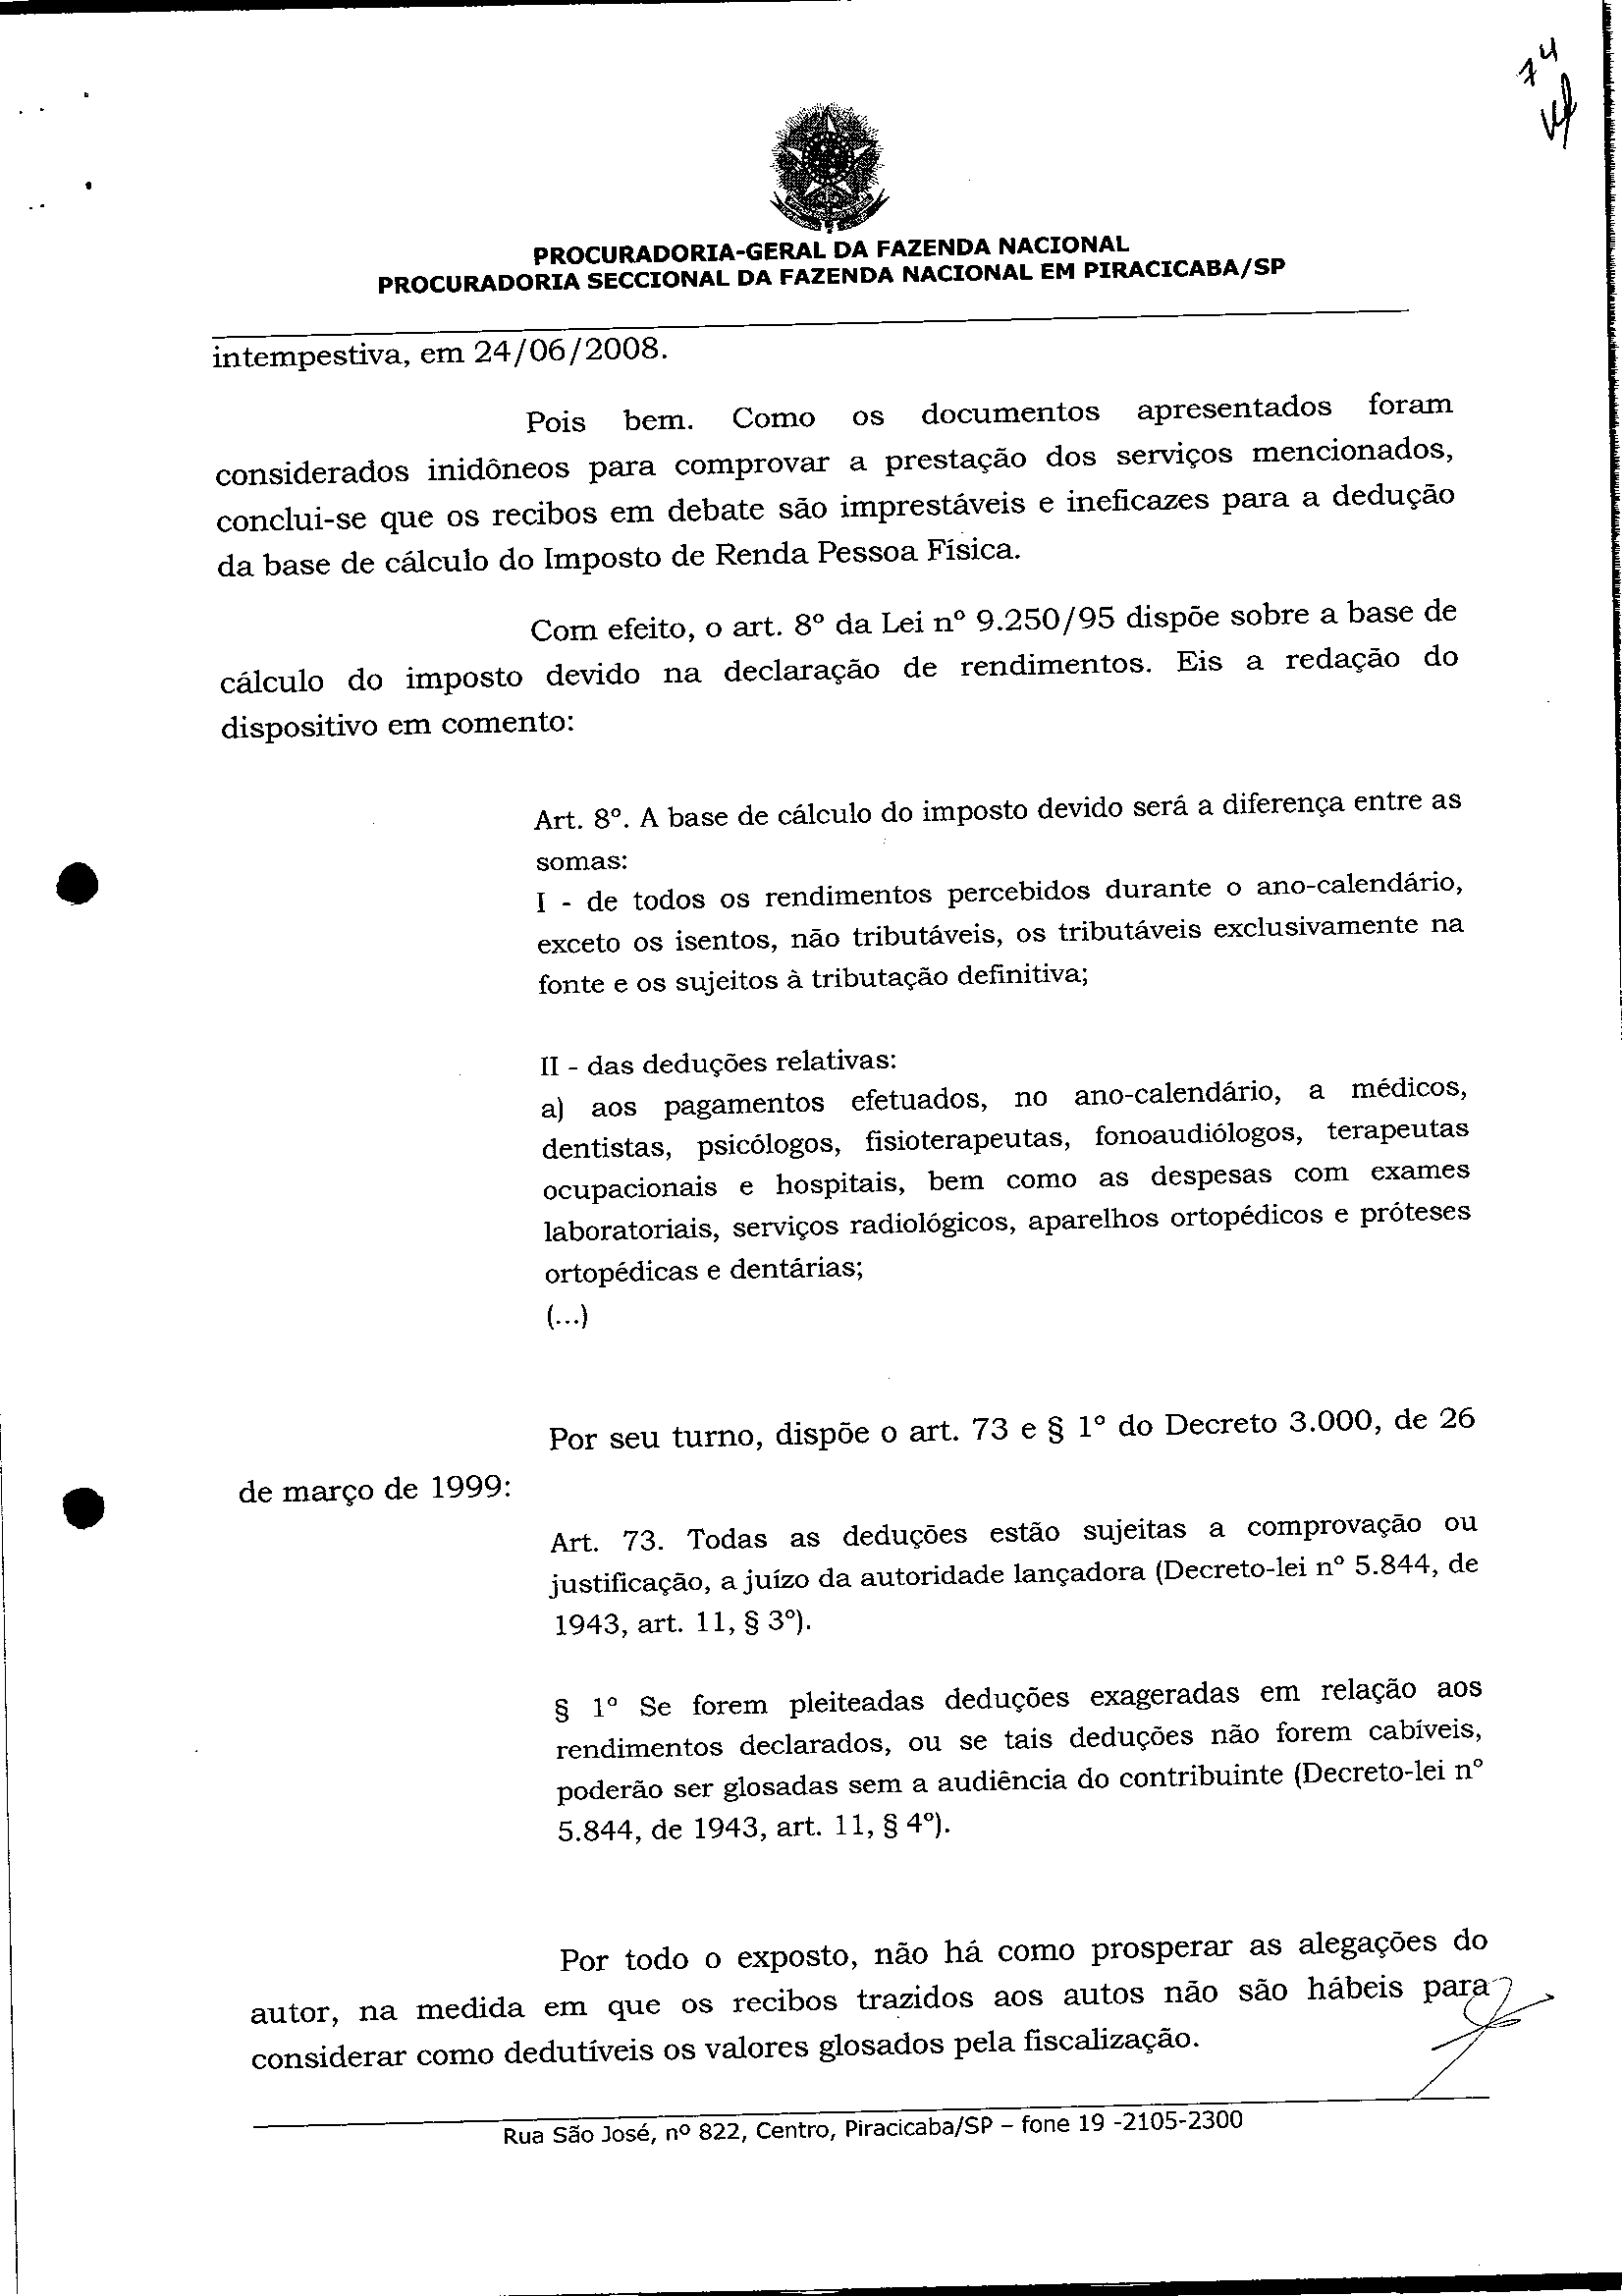 74
PROCURADORIA-GERAL DA FAZENDA NACIONAL
PROCURADORIA SECCIONAL DA FAZENDA NACIONAL EM PIRACICABA/SP
intempestiva, em 24/06/2008.
Pois bem. Como os documentos apresentados foram
considerados inidôneos para comprovar a prestação dos serviços mencionados,
conclui-se que os recibos em debate são imprestáveis e ineficazes para a dedução
da base de cálculo do Imposto de Renda Pessoa Física.
Com efeito, o art. 8º da Lei nº 9.250/95 dispõe sobre a base de
cálculo do imposto devido na declaração de rendimentos. Eis a redação do
dispositivo em comento:
Art. 8º. A base de cálculo do imposto devido será a diferença entre as
somas:
I - de todos os rendimentos percebidos durante o ano-calendário,
exceto os isentos, não tributáveis, os tributáveis exclusivamente na
fonte e os sujeitos à tributação definitiva;
II - das deduções relativas:
a) aos pagamentos efetuados, no ano-calendário, a médicos,
dentistas, psicólogos, fisioterapeutas, fonoaudiólogos, terapeutas
ocupacionais e hospitais, bem como as despesas com exames
laboratoriais, serviços radiológicos, aparelhos ortopédicos e próteses
ortopédicas e dentárias;
(...)
Por seu turno, dispõe o art. 73 e § 1º do Decreto 3.000, de 26
de março de 1999:
Art. 73. Todas as deduções estão sujeitas a comprovação ou
justificação, a juízo da autoridade lançadora (Decreto-lei nº 5.844, de
1943, art. 11, § 3º).
§ 1º Se forem pleiteadas deduções exageradas em relação aos
rendimentos declarados, ou se tais deduções não forem cabíveis,
poderão ser glosadas sem a audiência do contribuinte (Decreto-lei nº
5.844, de 1943, art. 11, § 4º).
Por todo o exposto, não há como prosperar as alegações do
autor, na medida em que os recibos trazidos aos autos não são hábeis para
considerar como dedutíveis os valores glosados pela fiscalização.
Rua São José, nº 822, Centro, Piracicaba/SP – fone 19 -2105-2300